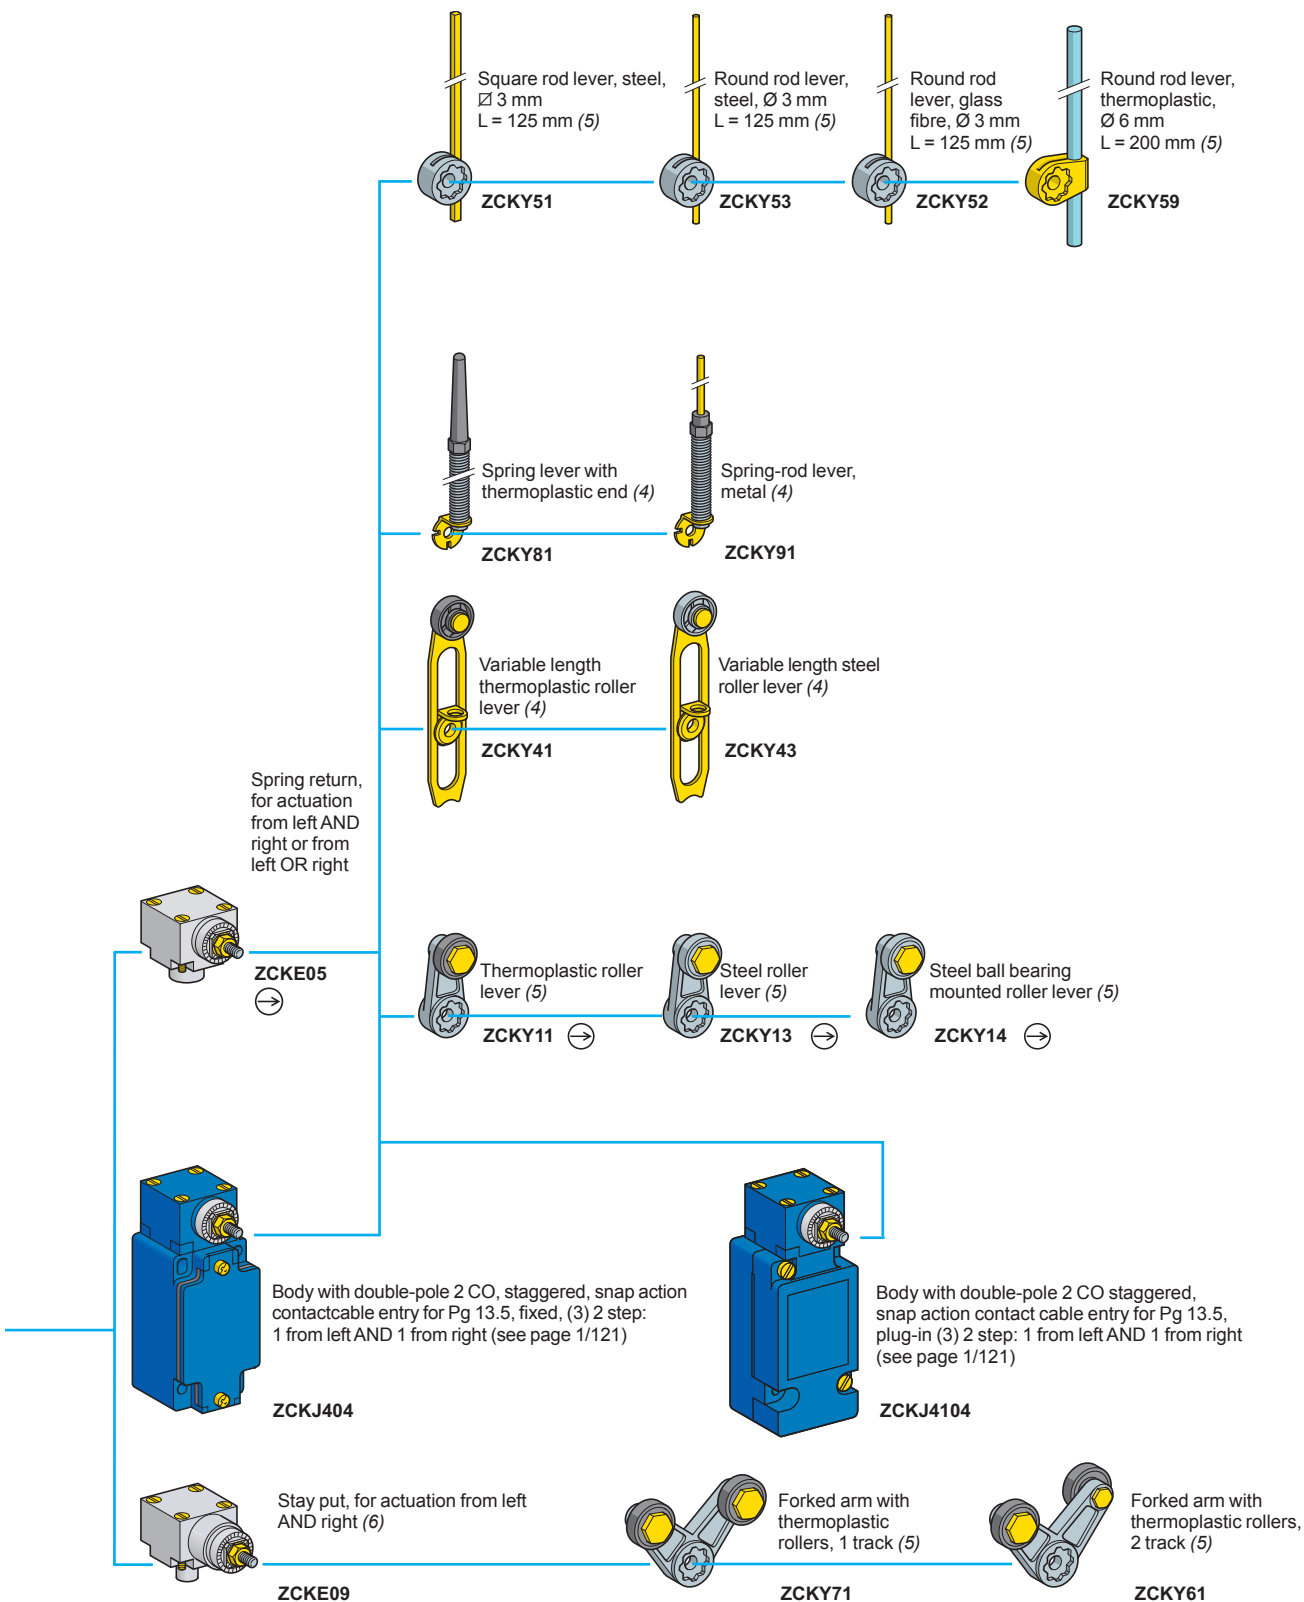 Square rod lever, steel,
⌀ 3 mm
L = 125 mm (5)
ZCKY51
Round rod lever,
steel, Ø 3 mm
L = 125 mm (5)
ZCKY53
Round rod
lever, glass
fibre, Ø 3 mm
L = 125 mm (5)
ZCKY52
Round rod lever,
thermoplastic,
Ø 6 mm
L = 200 mm (5)
ZCKY59
Spring lever with
thermoplastic end (4)
ZCKY81
Spring-rod lever,
metal (4)
ZCKY91
Variable length
thermoplastic roller
lever (4)
ZCKY41
Variable length steel
roller lever (4)
ZCKY43
Spring return,
for actuation
from left AND
right or from
left OR right
ZCKE05
Thermoplastic roller
lever (5)
ZCKY11
Steel roller
lever (5)
ZCKY13
Steel ball bearing
mounted roller lever (5)
ZCKY14
Body with double-pole 2 CO, staggered, snap action
contactcable entry for Pg 13.5, fixed, (3) 2 step:
1 from left AND 1 from right (see page 1/121)
ZCKJ404
Body with double-pole 2 CO staggered,
snap action contact cable entry for Pg 13.5,
plug-in (3) 2 step: 1 from left AND 1 from right
(see page 1/121)
ZCKJ4104
Stay put, for actuation from left
AND right (6)
ZCKE09
Forked arm with
thermoplastic
rollers, 1 track (5)
ZCKY71
Forked arm with
thermoplastic rollers,
2 track (5)
ZCKY61